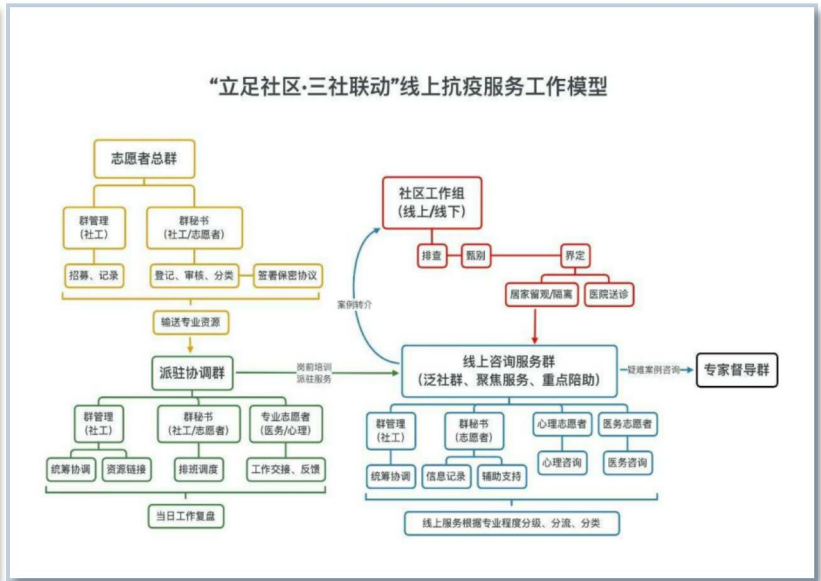 “立足社区·三社联动”线上抗疫服务工作模型
志愿者总群
群管理
(社工)
群秘书
(社工/志愿者)
招募、记录
登记、审核、分类
签署保密协议
输送专业资源
社区工作组
(线上/线下)
排查
甄别
界定
居家留观/隔离
医院送诊
案例转介
派驻协调群
岗前培训
派驻服务
线上咨询服务群
(泛社群、聚焦服务、重点陪助)
疑难案例咨询
专家督导群
群管理
(社工)
群秘书
(社工/志愿者)
专业志愿者
(医务/心理)
统筹协调
资源链接
排班调度
工作交接、反馈
当日工作复盘
群管理
(社工)
群秘书
(志愿者)
心理志愿者
医务志愿者
统筹协调
信息记录
辅助支持
心理咨询
医务咨询
线上服务根据专业程度分级、分流、分类